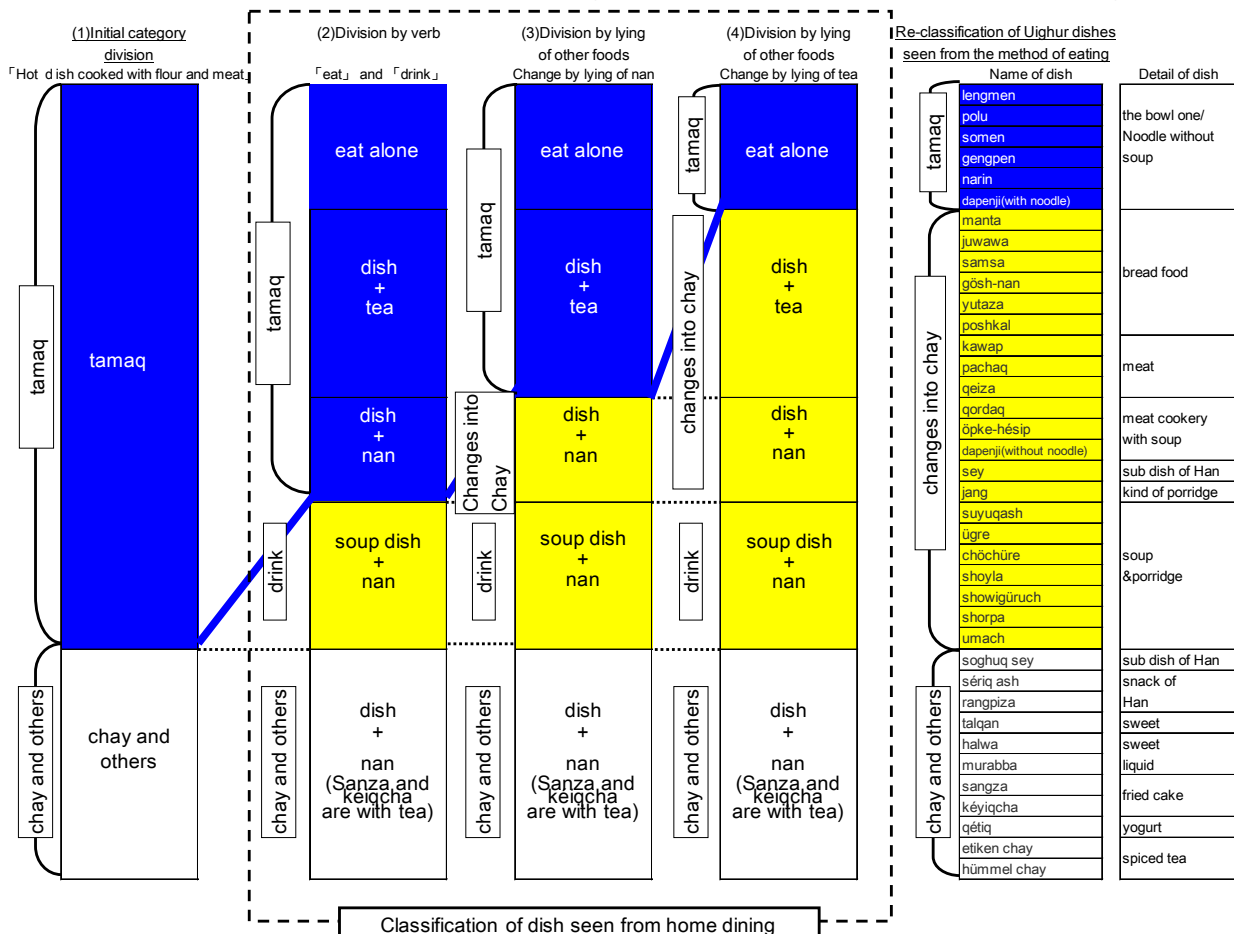 (1)Initial category
division
「Hot dish cooked with flour and meat」
tamaq
tamaq
chay and others
chay and
others
(2)Division by verb
「eat」 and 「drink」
tamaq
drink
chay and others
eat alone
dish
+
tea
dish
+
nan
soup dish
+
nan
dish
+
nan
(Sanza and
kéiqcha
are with tea)
(3)Division by lying
of other foods
Change by lying of nan
tamaq
Changes into
Chay
drink
chay and others
eat alone
dish
+
tea
dish
+
nan
soup dish
+
nan
dish
+
nan
(Sanza and
kéiqcha
are with tea)
(4)Division by lying
of other foods
Change by lying of tea
tamaq
changes into chay
drink
chay and others
eat alone
dish
+
tea
dish
+
nan
soup dish
+
nan
dish
+
nan
(Sanza and
kéiqcha
are with tea)
Classification of dish seen from home dining
Re-classification of Uighur dishes
seen from the method of eating
Name of dish
Detail of dish
tamaq
lengmen
polu
somen
gengpen
narin
dapenji(with noodle)
the bowl one/
Noodle without
soup
changes into chay
manta
juwawa
samsa
gösh-nan
yutaza
poshkal
bread food
kawap
pachaq
qeiza
meat
qordaq
öpke-hésip
dapenji(without noodle)
meat cookery
with soup
sey
sub dish of Han
jang
kind of porridge
suyuqash
ügre
chöchüre
shoyla
showigüruch
shorpa
umach
soup
&porridge
chay and others
soghuq sey
sub dish of Han
sériq ash
rangpiza
snack of
Han
talqan
sweet
halwa
sweet
murabba
liquid
sangza
kéyiqcha
fried cake
qétiq
yogurt
etiken chay
hümmel chay
spiced tea